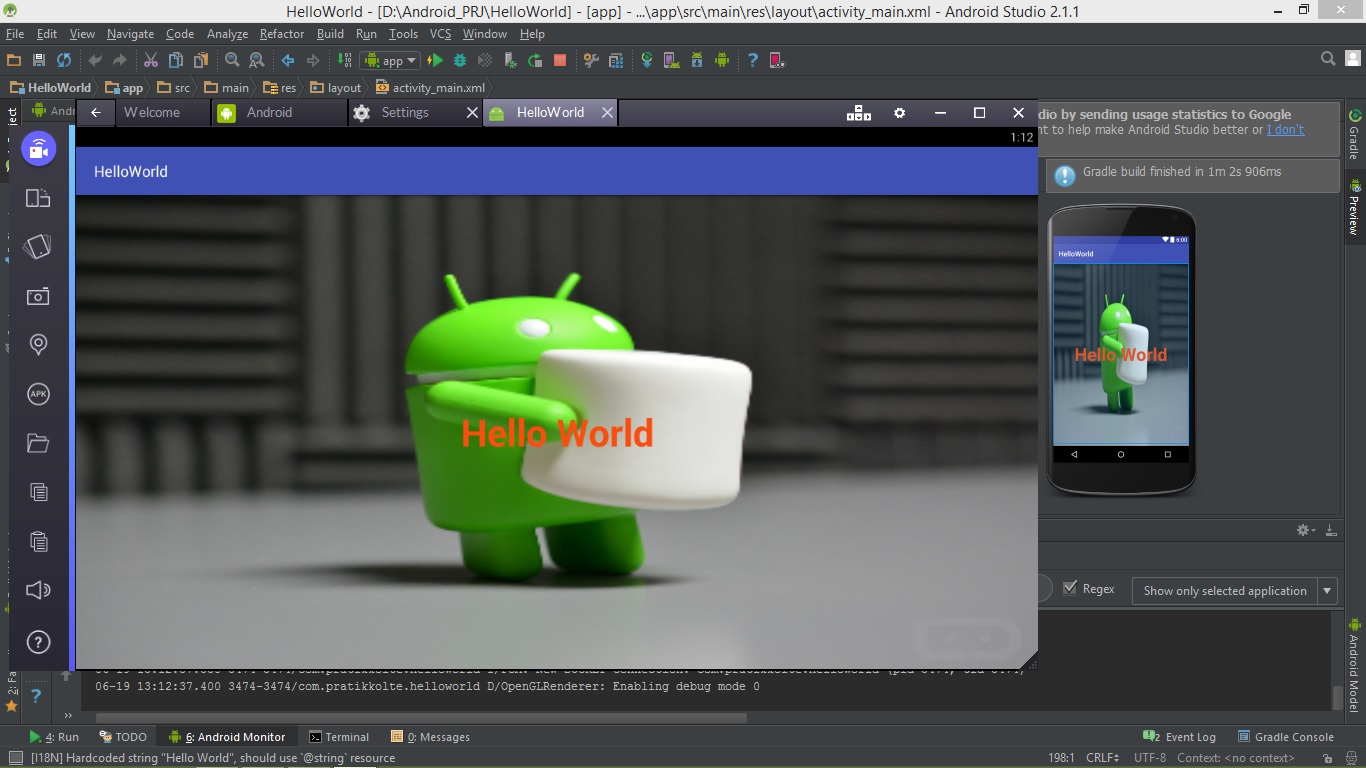 HelloWorld - [D:\Android_PRJ\HelloWorld] - [app] - ...\app\src\main\res\layout\activity_main.xml - Android Studio 2.1.1
File Edit View Navigate Code Analyze Refactor Build Run Tools VCS Window Help
app
HelloWorld app src main res layout activity_main.xml
Welcome Android Settings HelloWorld
1:12
HelloWorld
Hello World
APK
dio by sending usage statistics to Google
nt to help make Android Studio better or I don't
Gradle build finished in 1m 2s 906ms
6:00
HelloWorld
Hello World
Gradle
Preview
Android Model
Regex Show only selected application
06-19 13:12:37.400 3474-3474/com.pratikkolte.helloworld D/OpenGLRenderer: Enabling debug mode 0
4: Run TODO 6: Android Monitor Terminal 0: Messages 2 Event Log Gradle Console
[I18N] Hardcoded string "Hello World", should use `@string` resource 198:1 CRLF UTF-8 Context: <no context>